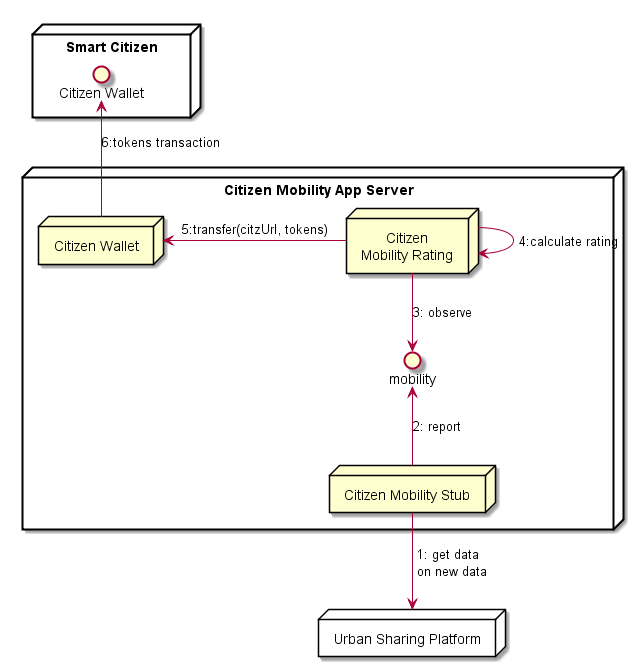 Smart Citizen
Citizen Wallet
6:tokens transaction
Citizen Mobility App Server
Citizen Wallet
5:transfer(citzUrl, tokens)
Citizen
Mobility Rating
4:calculate rating
3: observe
mobility
2: report
Citizen Mobility Stub
1: get data
on new data
Urban Sharing Platform